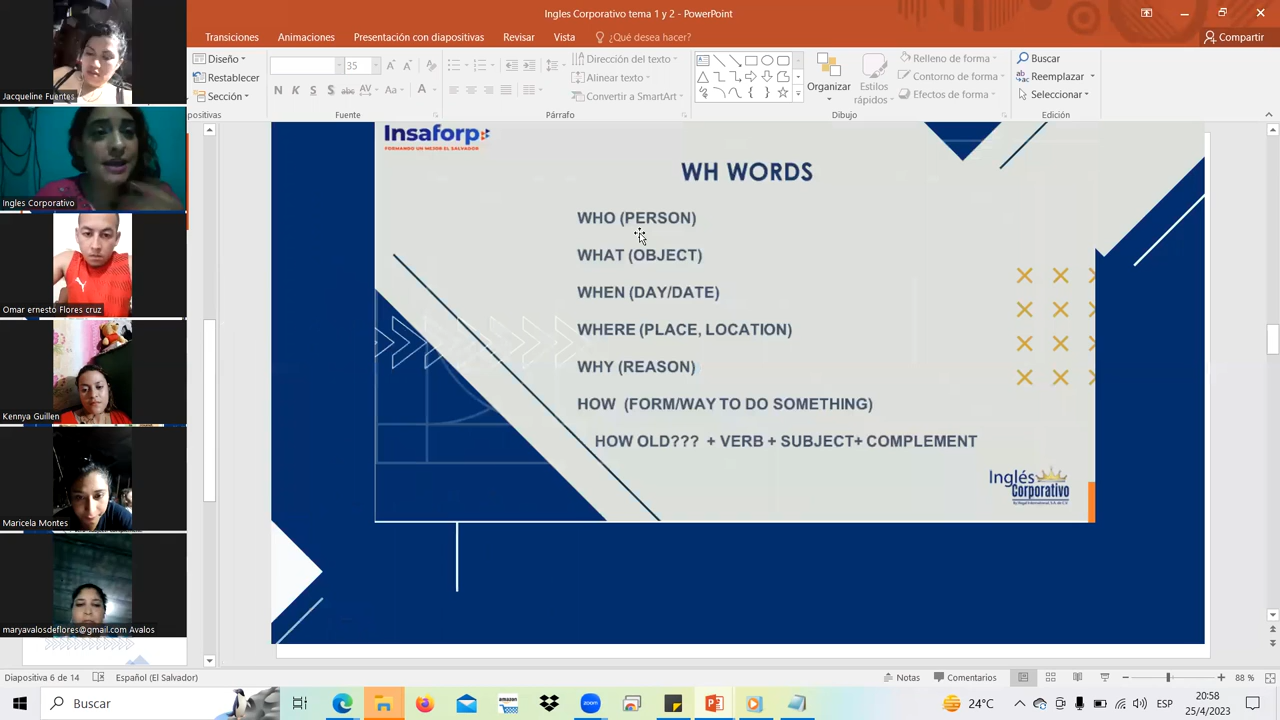 Ingles Corporativo tema 1 y 2 - PowerPoint
Transiciones Animaciones Presentación con diapositivas Revisar Vista ¿Qué desea hacer? Compartir
Diseño
Restablecer
Sección
positivas
35
N K S S abc AV Aa A
Fuente
Dirección del texto
Alinear texto
Convertir a SmartArt
Párrafo
Organizar
Estilos
rápidos
Relleno de forma
Contorno de forma
Efectos de forma
Dibujo
Buscar
Reemplazar
Seleccionar
Edición
Jacqueline Fuentes
Ingles Corporativo
Omar ernesto Flores cruz
Kennya Guillen
Maricela Montes
maryavalosdeflores@gmail.com Avalos
Insaforp
FORMANDO UN MEJOR EL SALVADOR
WH WORDS
WHO (PERSON)
WHAT (OBJECT)
WHEN (DAY/DATE)
WHERE (PLACE, LOCATION)
WHY (REASON)
HOW (FORM/WAY TO DO SOMETHING)
HOW OLD??? + VERB + SUBJECT+ COMPLEMENT
Inglés
Corporativo
Diapositiva 6 de 14 Español (El Salvador) Notas Comentarios 88 %
Buscar
24°C ESP
20:58
25/4/2023